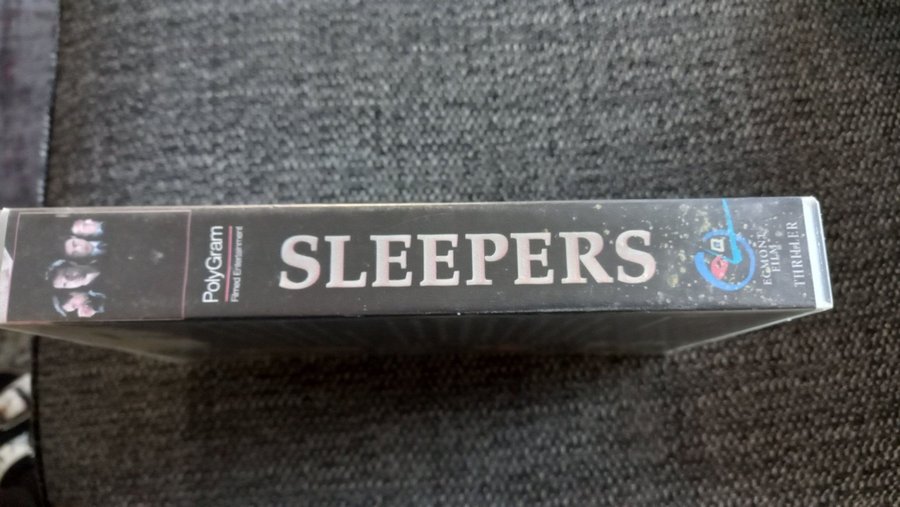 PolyGram
Filmed Entertainment
SLEEPERS
EGMONT
FILM
THRILLER